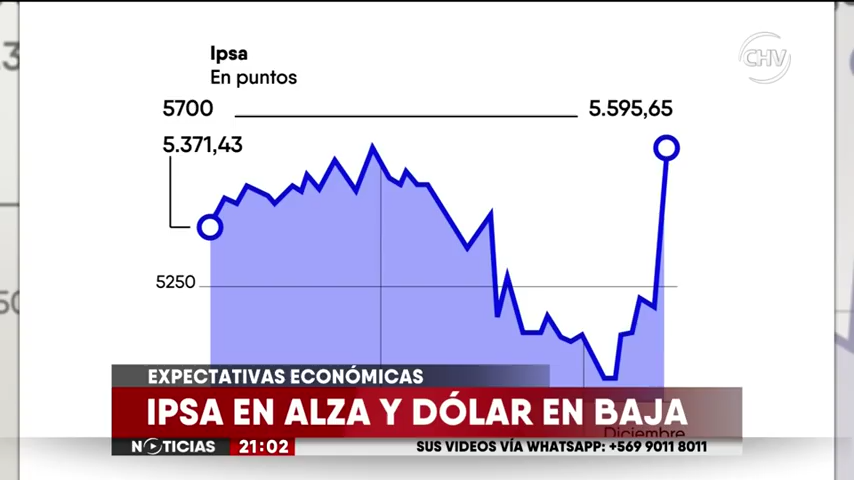 Ipsa
En puntos
CHV
5700
5.595,65
5.371,43
5250
EXPECTATIVAS ECONÓMICAS
IPSA EN ALZA Y DÓLAR EN BAJA
Diciembre
NOTICIAS
21:02
SUS VIDEOS VÍA WHATSAPP: +569 9011 8011